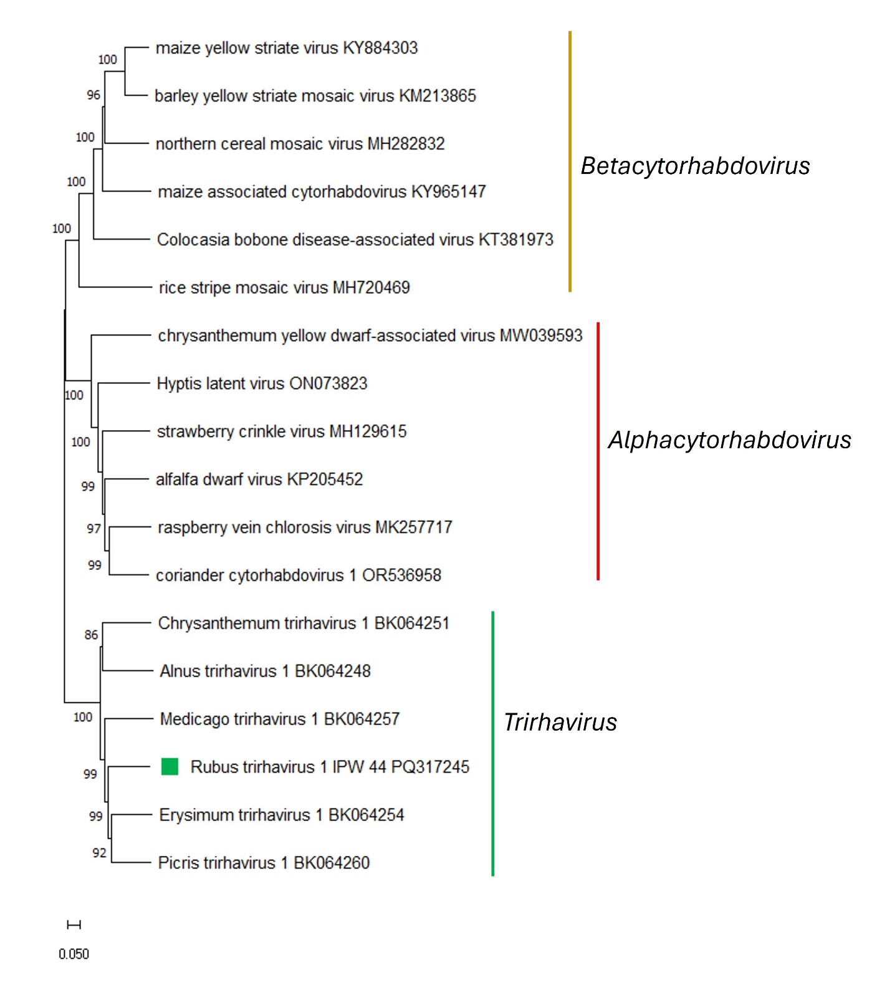 maize yellow striate virus KY884303
100
barley yellow striate mosaic virus KM213865
96
northern cereal mosaic virus MH282832
100
Betacytorhabdovirus
maize associated cytorhabdovirus KY965147
100
Colocasia bobone disease-associated virus KT381973
100
rice stripe mosaic virus MH720469
chrysanthemum yellow dwarf-associated virus MW039593
Hyptis latent virus ON073823
100
strawberry crinkle virus MH129615
Alphacytorhabdovirus
100
alfalfa dwarf virus KP205452
99
raspberry vein chlorosis virus MK257717
97
99
coriander cytorhabdovirus 1 OR536958
Chrysanthemum trirhavirus 1 BK064251
86
Alnus trirhavirus 1 BK064248
100
Medicago trirhavirus 1 BK064257
Trirhavirus
Rubus trirhavirus 1 IPW 44 PQ317245
99
Erysimum trirhavirus 1 BK064254
99
92
Picris trirhavirus 1 BK064260
0.050